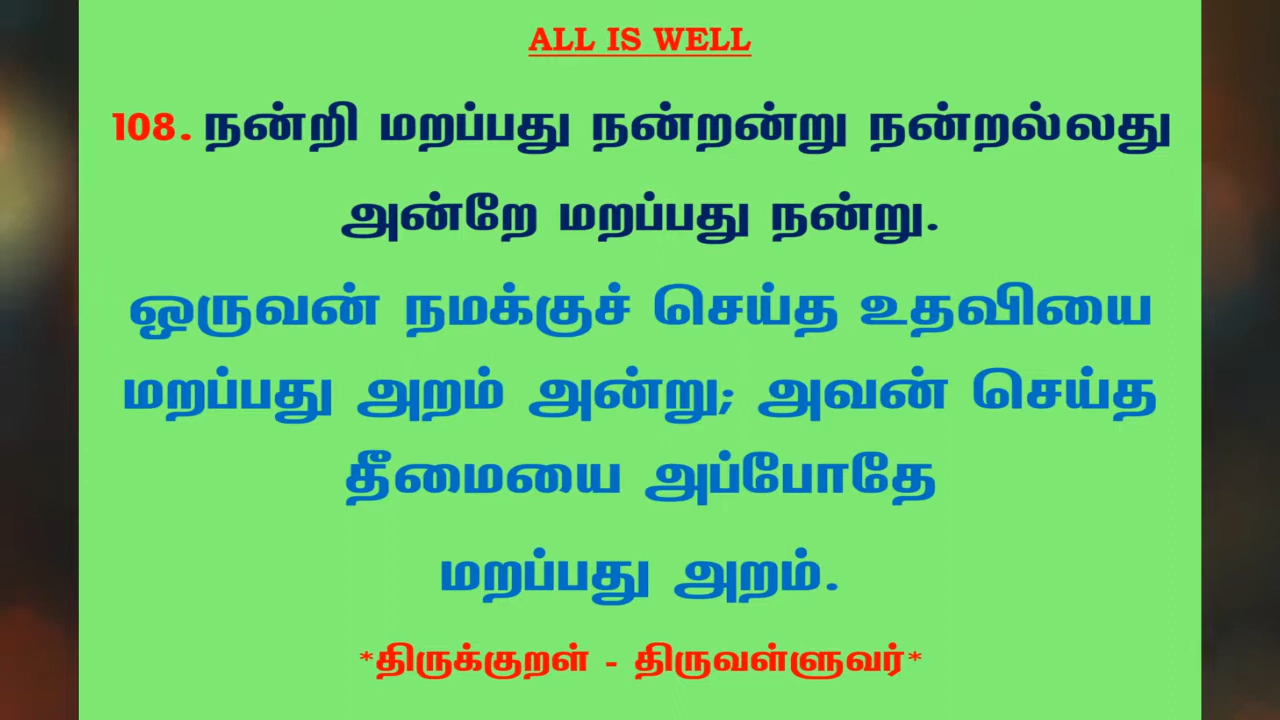 ALL IS WELL
108. நன்றி மறப்பது நன்றன்று நன்றல்லது
அன்றே மறப்பது நன்று.
ஒருவன் நமக்குச் செய்த உதவியை
மறப்பது அறம் அன்று; அவன் செய்த
தீமையை அப்போதே
மறப்பது அறம்.
*திருக்குறள் - திருவள்ளுவர்*